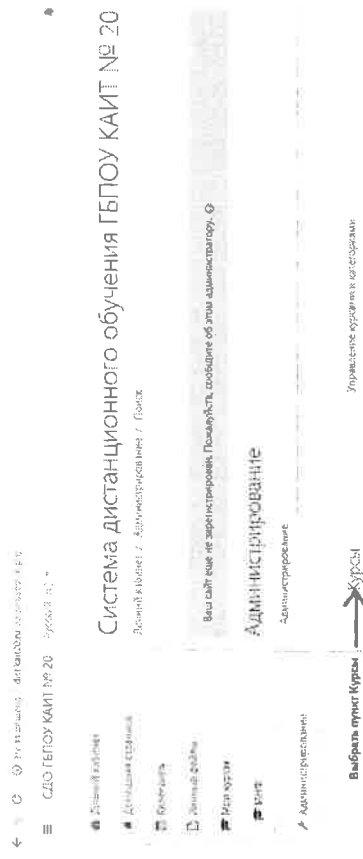 СДО ГБПОУ КАИТ № 20
Система дистанционного обучения ГБПОУ КАИТ № 20
Личный кабинет / Администрирование / Поиск
Личный кабинет
Домашняя страница
Календарь
Личные файлы
Мои курсы
Ваш сайт еще не зарегистрирован. Пожалуйста, сообщите об этом администратору.
Администрирование
Администрирование
Администрирование
Выбрать пункт Курсы
Курсы
Управление курсами и категориями